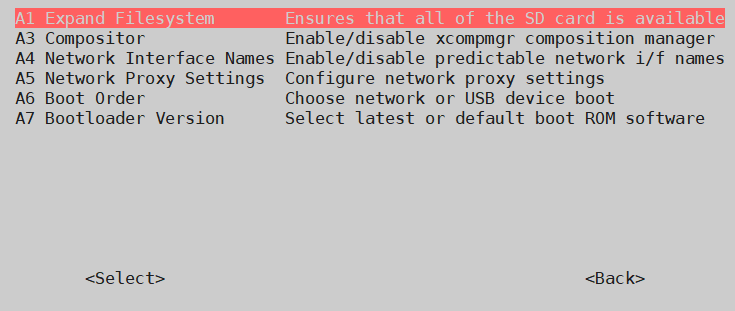 A1 Expand Filesystem Ensures that all of the SD card is available
A3 Compositor Enable/disable xcompmgr composition manager
A4 Network Interface Names Enable/disable predictable network i/f names
A5 Network Proxy Settings Configure network proxy settings
A6 Boot Order Choose network or USB device boot
A7 Bootloader Version Select latest or default boot ROM software
<Select> <Back>